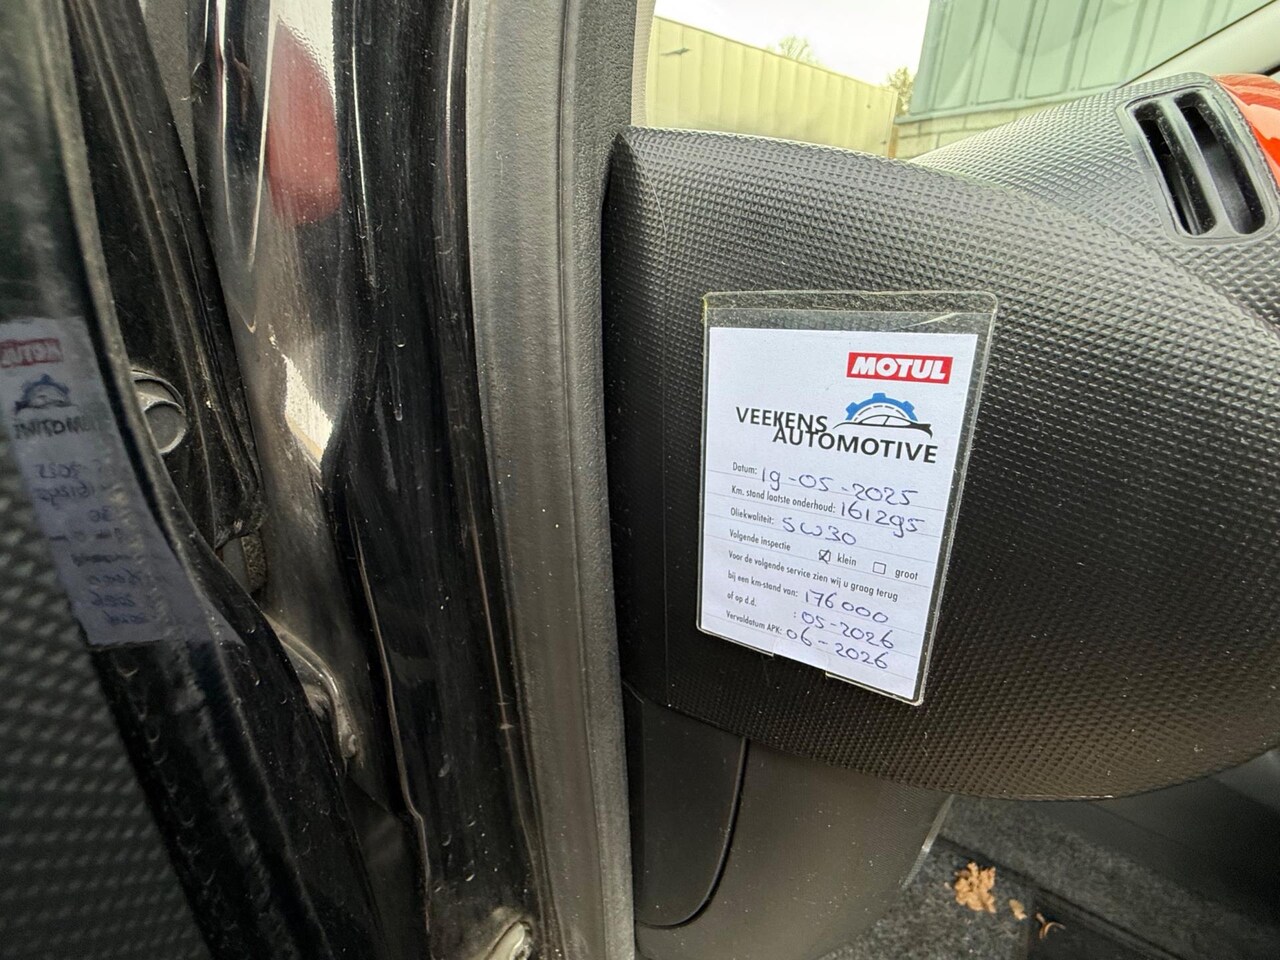 MOTUL
VEEKENS
AUTOMOTIVE
Datum: 19-05-2025
Km. stand laatste onderhoud: 161295
Oliekwaliteit: 5W30
Volgende inspectie klein groot
Voor de volgende service zien wij u graag terug
bij een km-stand van: 176000
of op d.d. : 05-2026
Vervaldatum APK: 06-2026